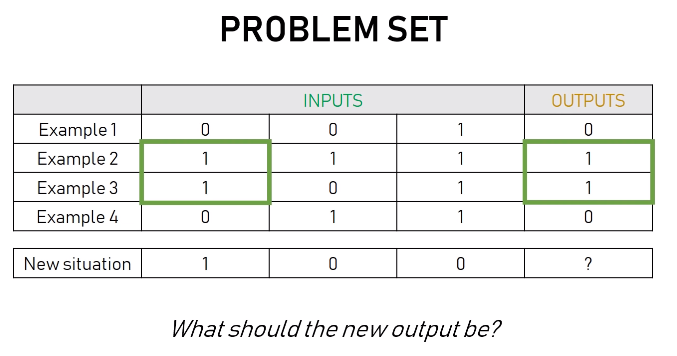 PROBLEM SET
INPUTS OUTPUTS
Example 1 0 0 1 0
Example 2 1 1 1 1
Example 3 1 0 1 1
Example 4 0 1 1 0
New situation 1 0 0 ?
What should the new output be?